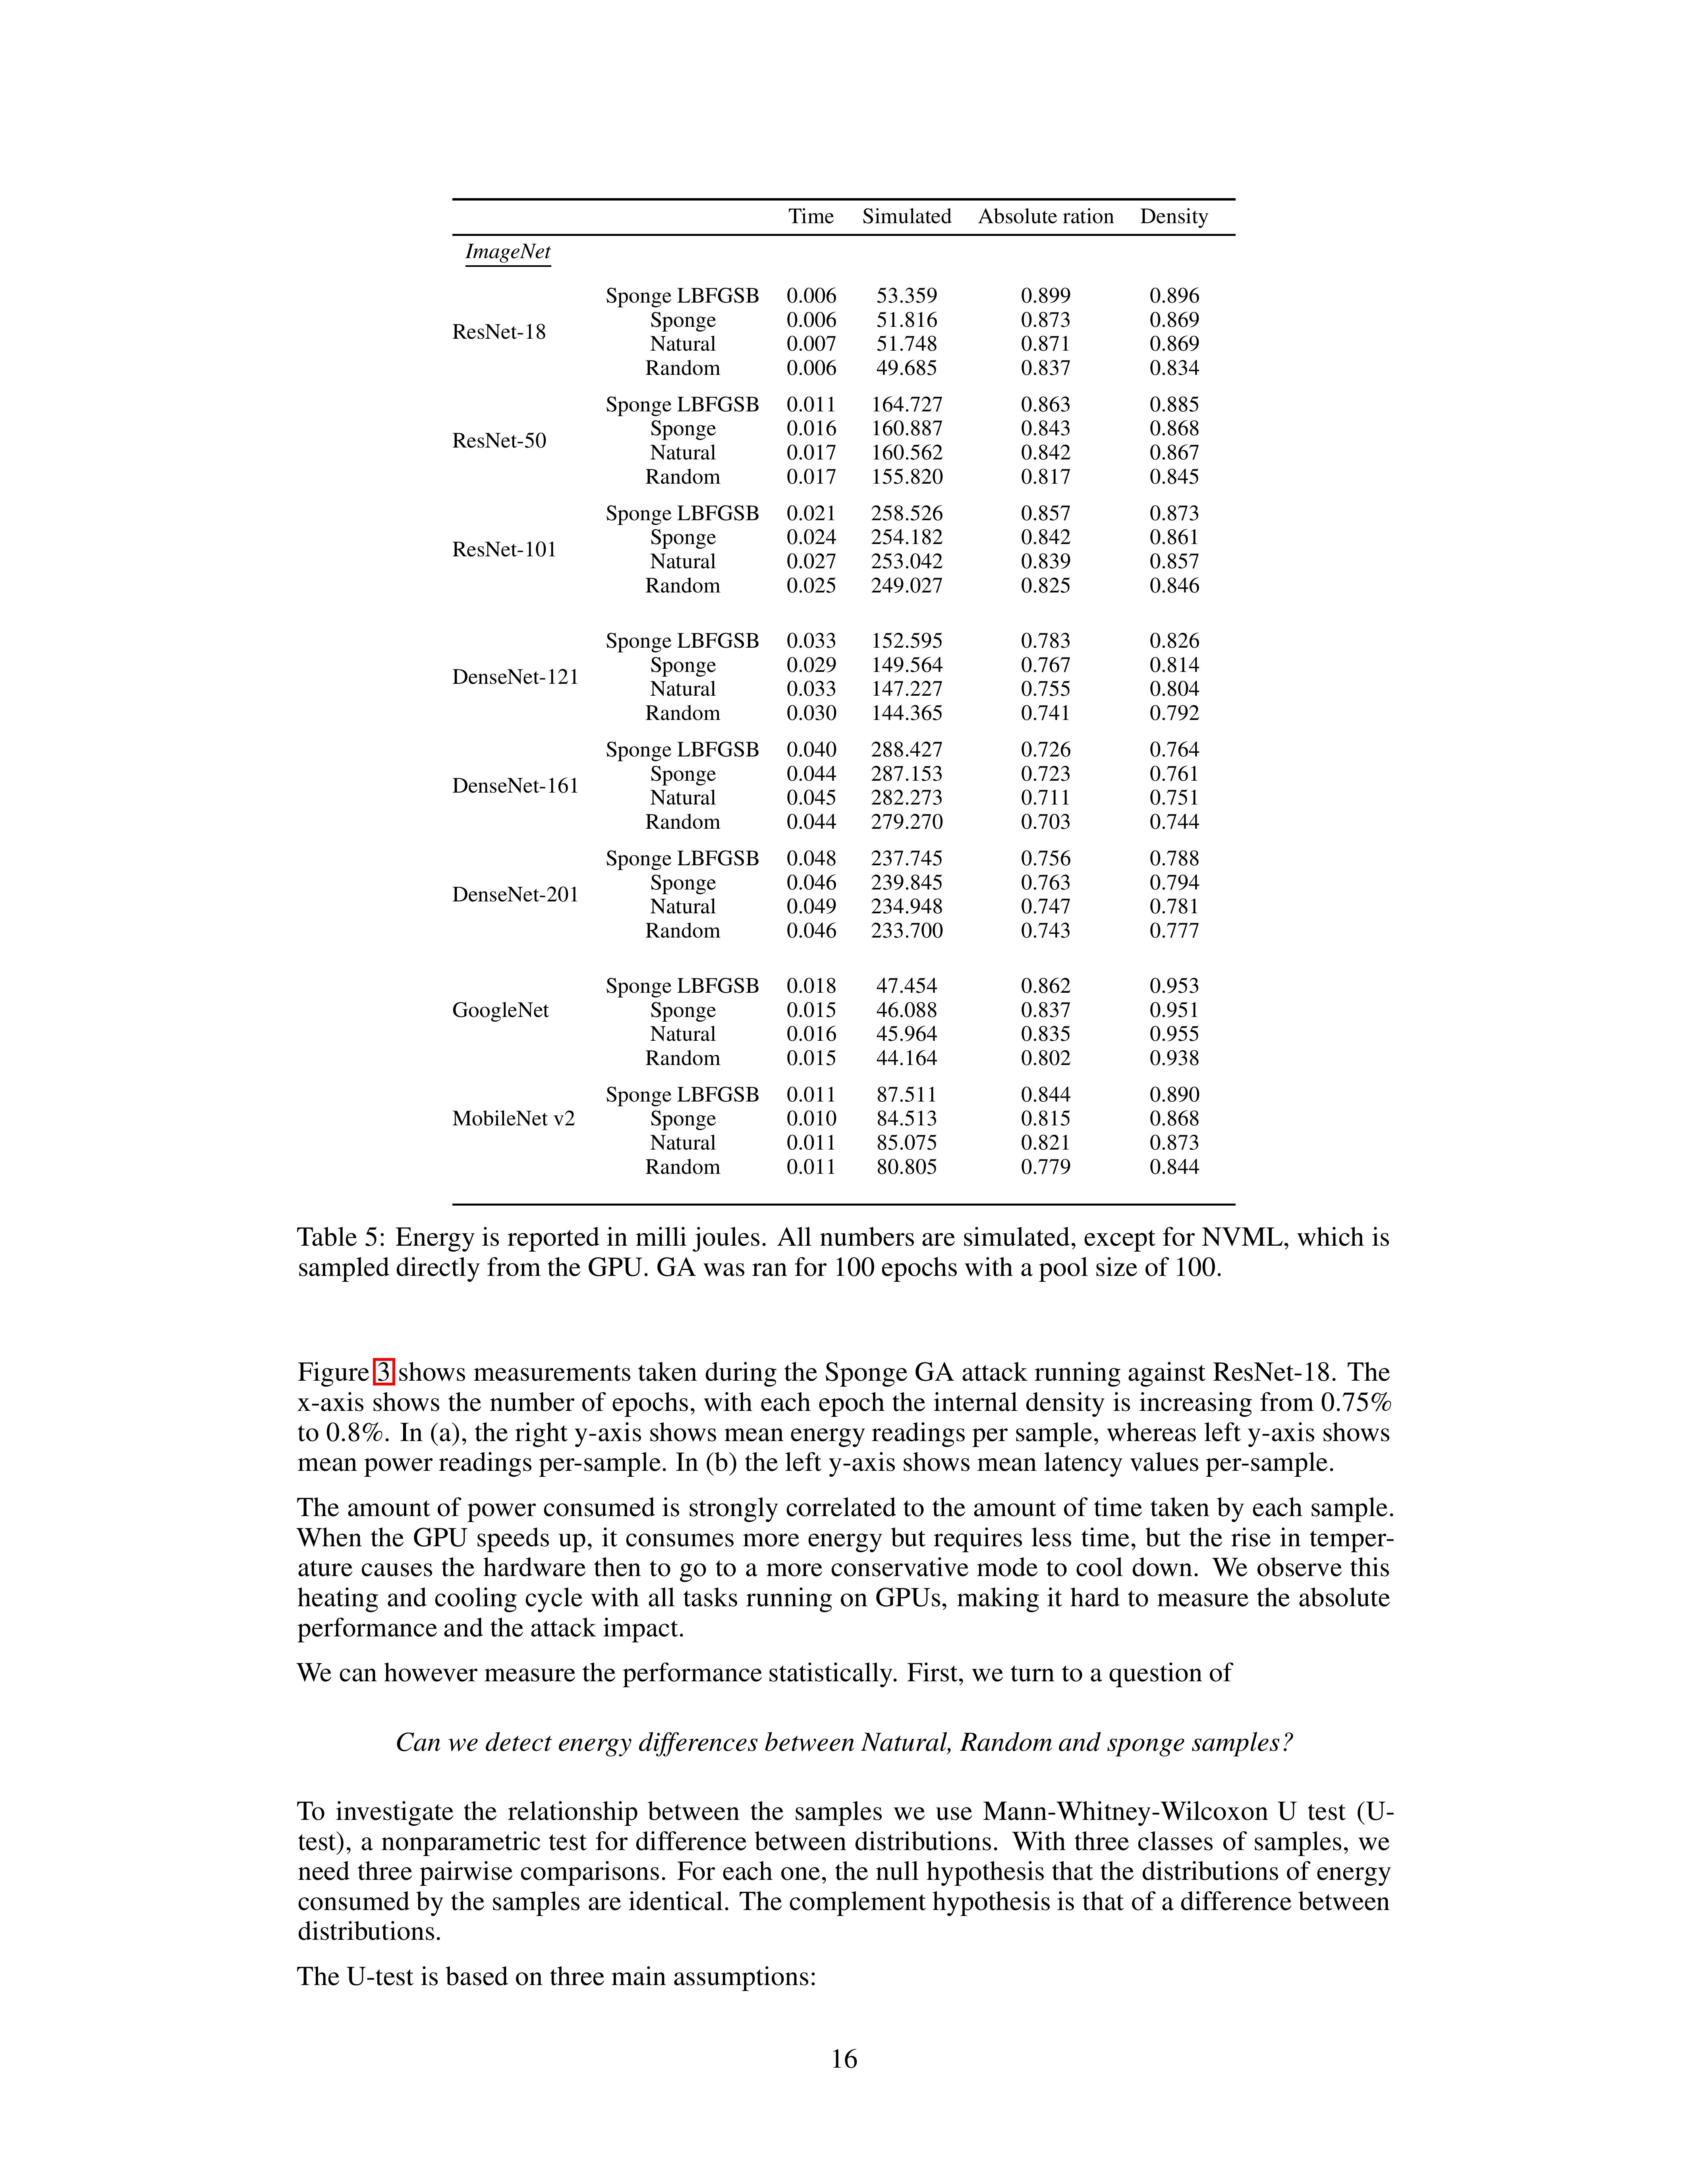 Time Simulated Absolute ration Density
ImageNet
ResNet-18
Sponge LBFGSB 0.006 53.359 0.899 0.896
Sponge 0.006 51.816 0.873 0.869
Natural 0.007 51.748 0.871 0.869
Random 0.006 49.685 0.837 0.834
ResNet-50
Sponge LBFGSB 0.011 164.727 0.863 0.885
Sponge 0.016 160.887 0.843 0.868
Natural 0.017 160.562 0.842 0.867
Random 0.017 155.820 0.817 0.845
ResNet-101
Sponge LBFGSB 0.021 258.526 0.857 0.873
Sponge 0.024 254.182 0.842 0.861
Natural 0.027 253.042 0.839 0.857
Random 0.025 249.027 0.825 0.846
DenseNet-121
Sponge LBFGSB 0.033 152.595 0.783 0.826
Sponge 0.029 149.564 0.767 0.814
Natural 0.033 147.227 0.755 0.804
Random 0.030 144.365 0.741 0.792
DenseNet-161
Sponge LBFGSB 0.040 288.427 0.726 0.764
Sponge 0.044 287.153 0.723 0.761
Natural 0.045 282.273 0.711 0.751
Random 0.044 279.270 0.703 0.744
DenseNet-201
Sponge LBFGSB 0.048 237.745 0.756 0.788
Sponge 0.046 239.845 0.763 0.794
Natural 0.049 234.948 0.747 0.781
Random 0.046 233.700 0.743 0.777
GoogleNet
Sponge LBFGSB 0.018 47.454 0.862 0.953
Sponge 0.015 46.088 0.837 0.951
Natural 0.016 45.964 0.835 0.955
Random 0.015 44.164 0.802 0.938
MobileNet v2
Sponge LBFGSB 0.011 87.511 0.844 0.890
Sponge 0.010 84.513 0.815 0.868
Natural 0.011 85.075 0.821 0.873
Random 0.011 80.805 0.779 0.844
Table 5: Energy is reported in milli joules. All numbers are simulated, except for NVML, which is
sampled directly from the GPU. GA was ran for 100 epochs with a pool size of 100.
Figure 3 shows measurements taken during the Sponge GA attack running against ResNet-18. The
x-axis shows the number of epochs, with each epoch the internal density is increasing from 0.75%
to 0.8%. In (a), the right y-axis shows mean energy readings per sample, whereas left y-axis shows
mean power readings per-sample. In (b) the left y-axis shows mean latency values per-sample.
The amount of power consumed is strongly correlated to the amount of time taken by each sample.
When the GPU speeds up, it consumes more energy but requires less time, but the rise in temper-
ature causes the hardware then to go to a more conservative mode to cool down. We observe this
heating and cooling cycle with all tasks running on GPUs, making it hard to measure the absolute
performance and the attack impact.
We can however measure the performance statistically. First, we turn to a question of
Can we detect energy differences between Natural, Random and sponge samples?
To investigate the relationship between the samples we use Mann-Whitney-Wilcoxon U test (U-
test), a nonparametric test for difference between distributions. With three classes of samples, we
need three pairwise comparisons. For each one, the null hypothesis that the distributions of energy
consumed by the samples are identical. The complement hypothesis is that of a difference between
distributions.
The U-test is based on three main assumptions:
16